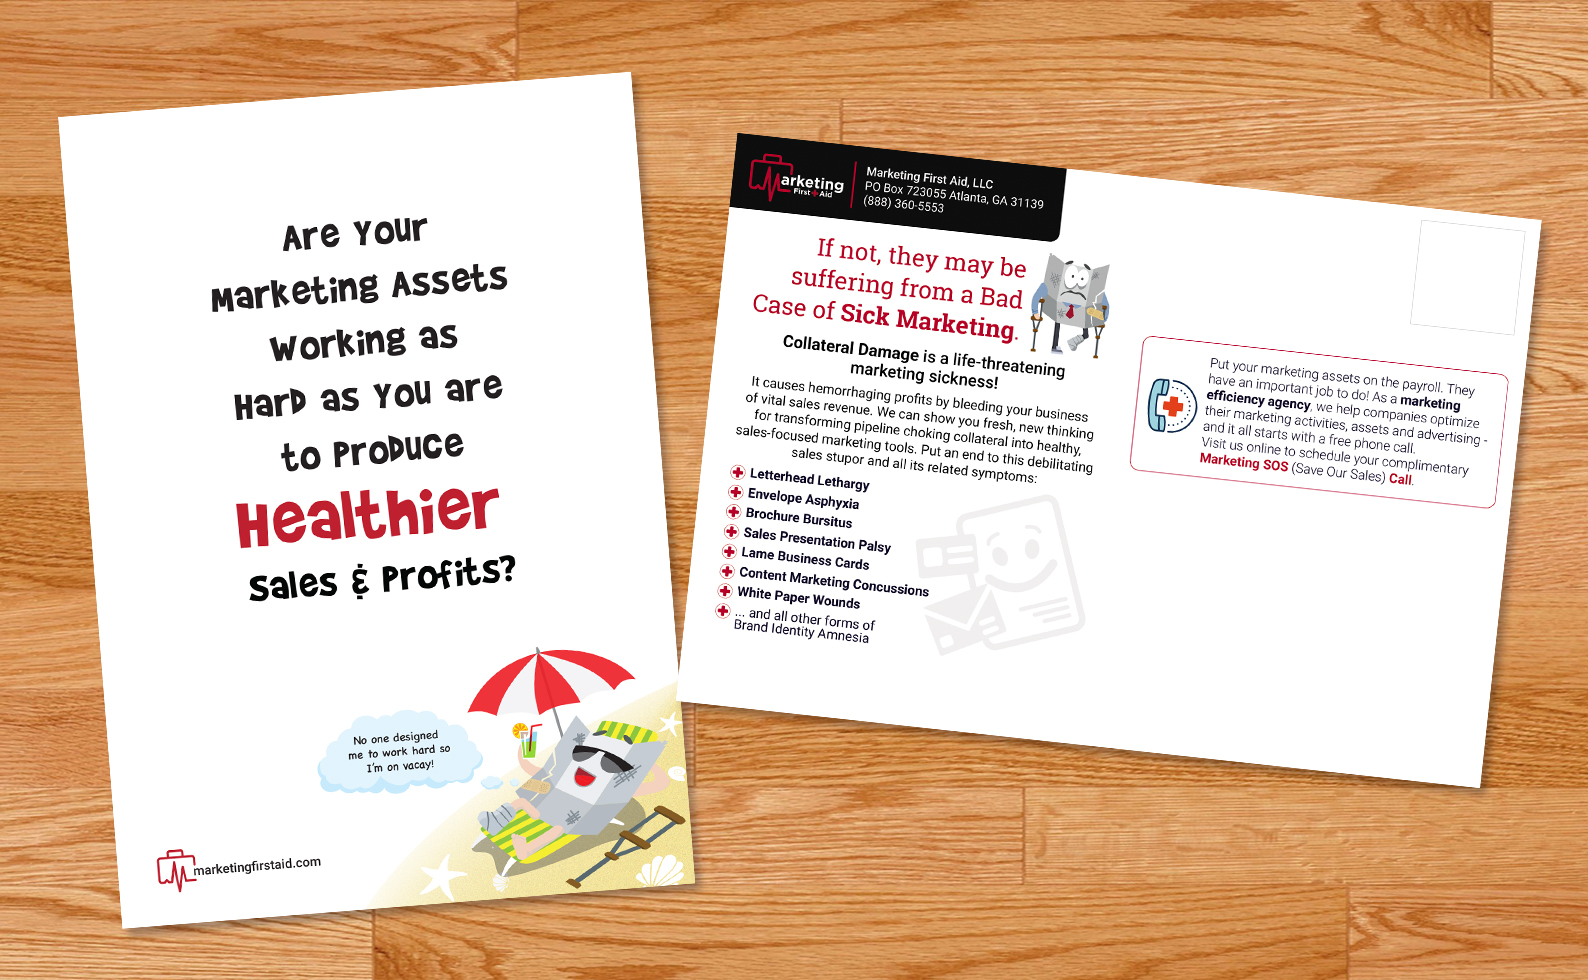 Are Your
Marketing Assets
Working as
Hard as You are
to Produce
Healthier
Sales & Profits?
No one designed
me to work hard so
I'm on vacay!
marketingfirstaid.com
Marketing
First Aid
Marketing First Aid, LLC
PO Box 723055 Atlanta, GA 31139
(888) 360-5553
If not, they may be
suffering from a Bad
Case of Sick Marketing.
Collateral Damage is a life-threatening
marketing sickness!
It causes hemorrhaging profits by bleeding your business
of vital sales revenue. We can show you fresh, new thinking
for transforming pipeline choking collateral into healthy,
sales-focused marketing tools. Put an end to this debilitating
sales stupor and all its related symptoms:
Letterhead Lethargy
Envelope Asphyxia
Brochure Bursitus
Sales Presentation Palsy
Lame Business Cards
Content Marketing Concussions
White Paper Wounds
... and all other forms of
Brand Identity Amnesia
Put your marketing assets on the payroll. They
have an important job to do! As a marketing
efficiency agency, we help companies optimize
their marketing activities, assets and advertising -
and it all starts with a free phone call.
Visit us online to schedule your complimentary
Marketing SOS (Save Our Sales) Call.